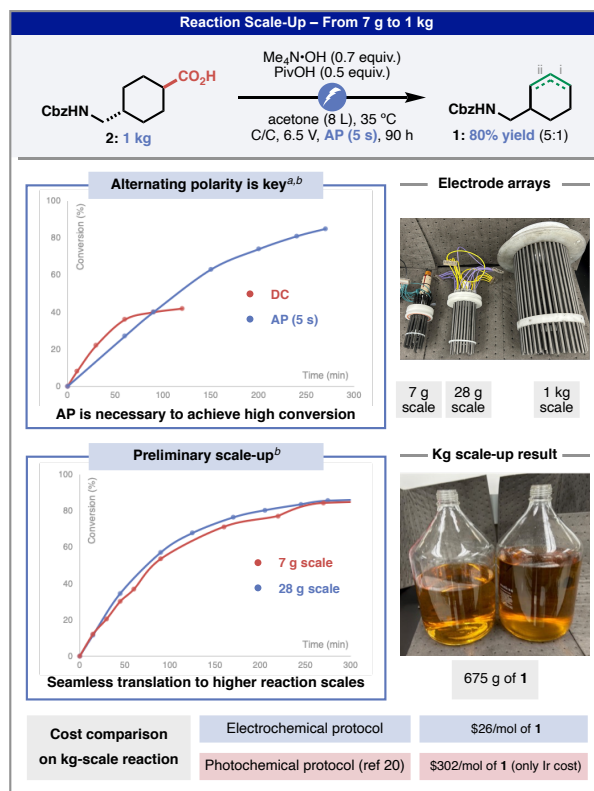 Reaction Scale-Up – From 7 g to 1 kg
Me₄N•OH (0.7 equiv.)
PivOH (0.5 equiv.)
acetone (8 L), 35 ºC
C/C, 6.5 V, AP (5 s), 90 h
CO₂H
CbzHN
2: 1 kg
ii
i
CbzHN
1: 80% yield (5:1)
Alternating polarity is keyᵃ,ᵇ
Conversion (%)
100
80
60
40
20
0
DC
AP (5 s)
Time (min)
0
50
100
150
200
250
300
AP is necessary to achieve high conversion
Electrode arrays
7 g
scale
28 g
scale
1 kg
scale
Preliminary scale-upᵇ
Conversion (%)
100
80
60
40
20
0
7 g scale
28 g scale
Time (min)
0
50
100
150
200
250
300
Seamless translation to higher reaction scales
Kg scale-up result
675 g of 1
Cost comparison
on kg-scale reaction
Electrochemical protocol
$26/mol of 1
Photochemical protocol (ref 20)
$302/mol of 1 (only Ir cost)